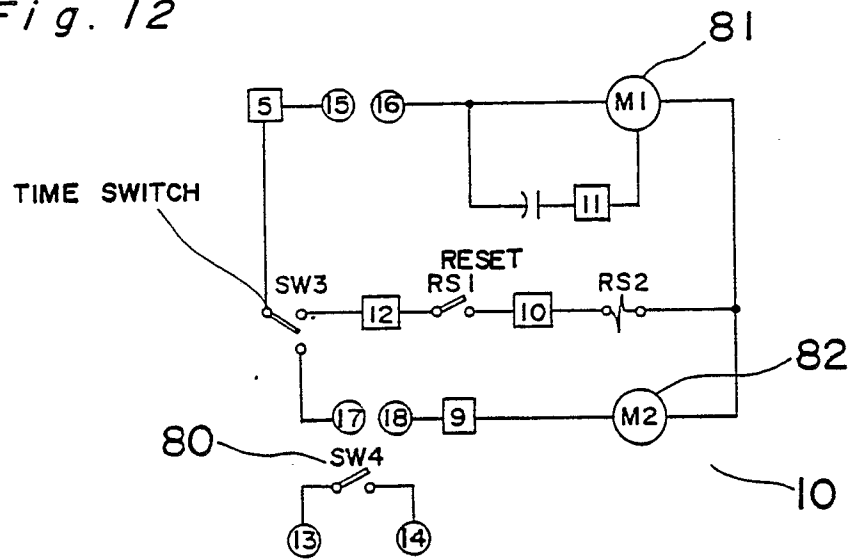 Fig. 12
81
5 15 16 M1
11
TIME SWITCH
RESET
SW3 RS1 RS2
12 10
82
17 18 9 M2
80
SW4
10
13 14